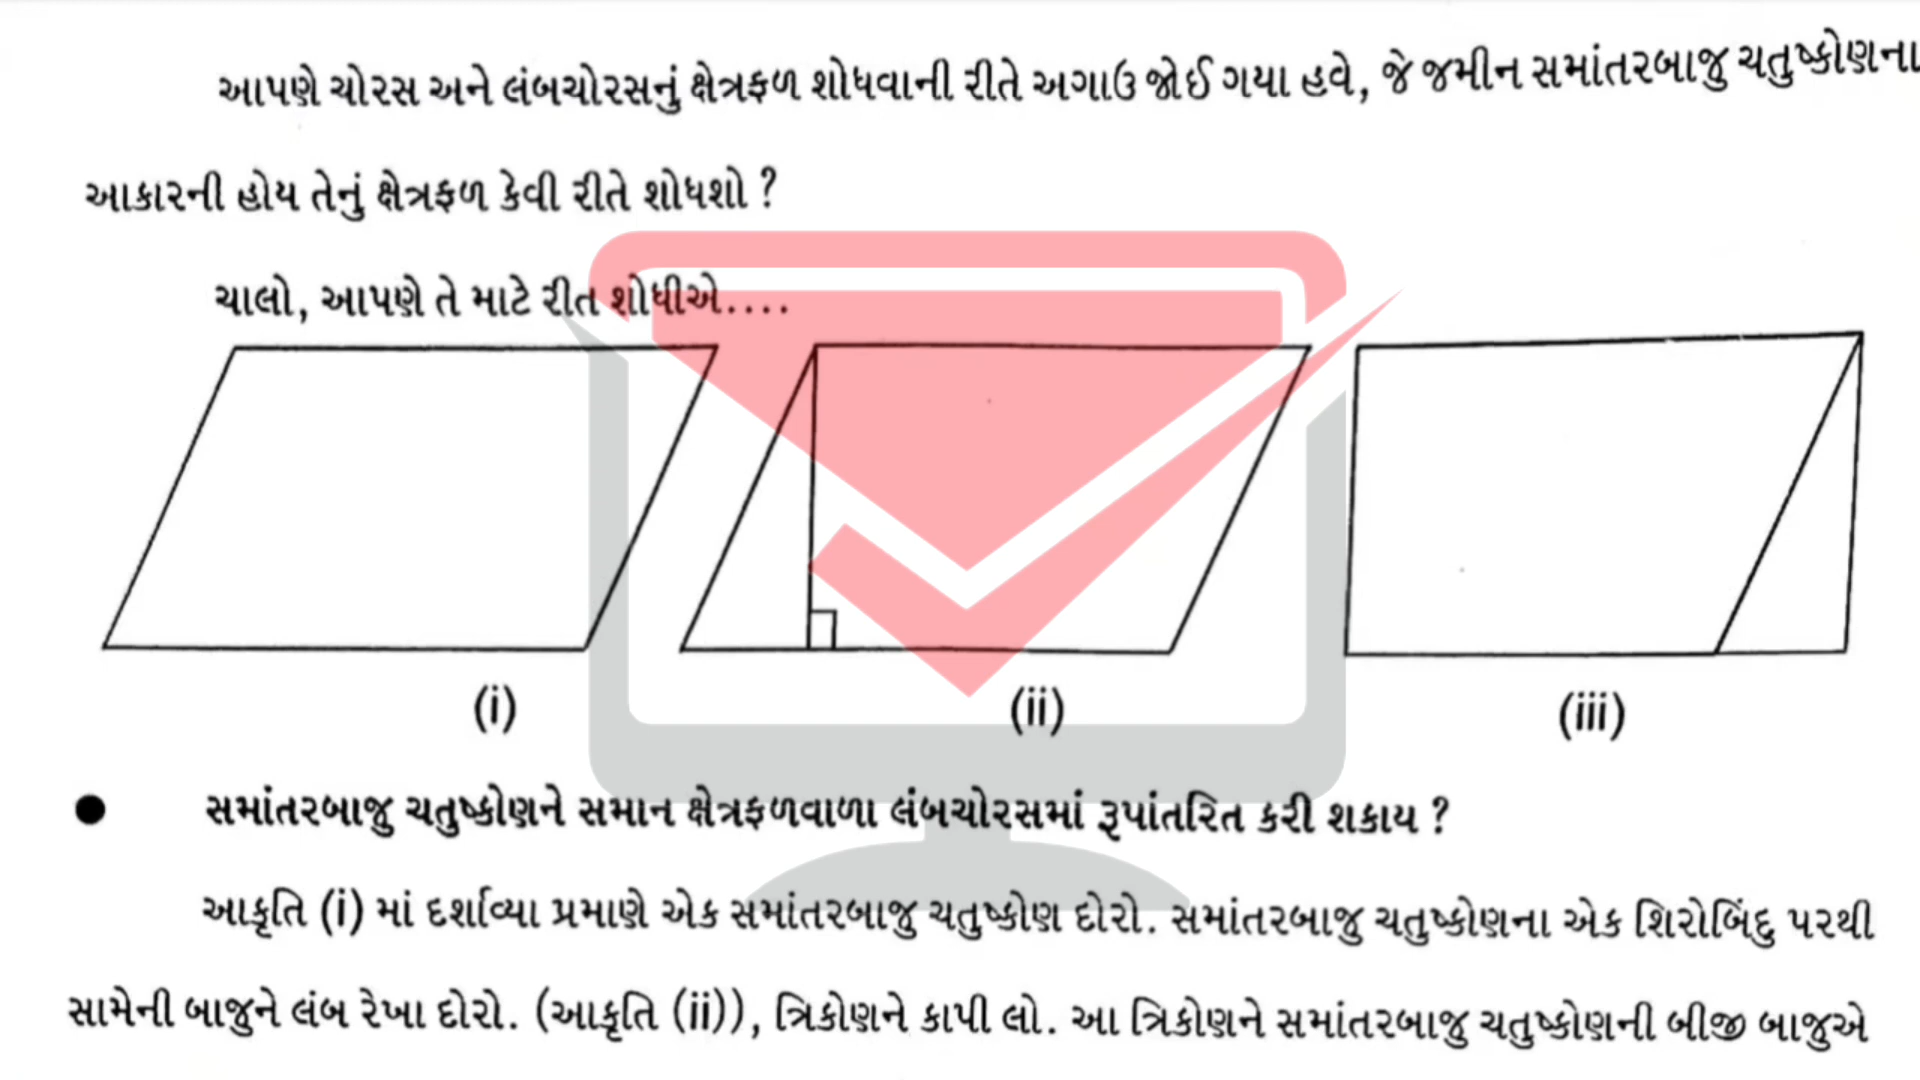 આપણે ચોરસ અને લંબચોરસનું ક્ષેત્રફળ શોધવાની રીતે અગાઉ જોઈ ગયા હવે, જે જમીન સમાંતરબાજુ ચતુષ્કોણના
આકારની હોય તેનું ક્ષેત્રફળ કેવી રીતે શોધશો ?
ચાલો, આપણે તે માટે રીત શોધીએ....
(i) (ii) (iii)
● સમાંતરબાજુ ચતુષ્કોણને સમાન ક્ષેત્રફળવાળા લંબચોરસમાં રૂપાંતરિત કરી શકાય ?
આકૃતિ (i) માં દર્શાવ્યા પ્રમાણે એક સમાંતરબાજુ ચતુષ્કોણ દોરો. સમાંતરબાજુ ચતુષ્કોણના એક શિરોબિંદુ પરથી
સામેની બાજુને લંબ રેખા દોરો. (આકૃતિ (ii)), ત્રિકોણને કાપી લો. આ ત્રિકોણને સમાંતરબાજુ ચતુષ્કોણની બીજી બાજુએ